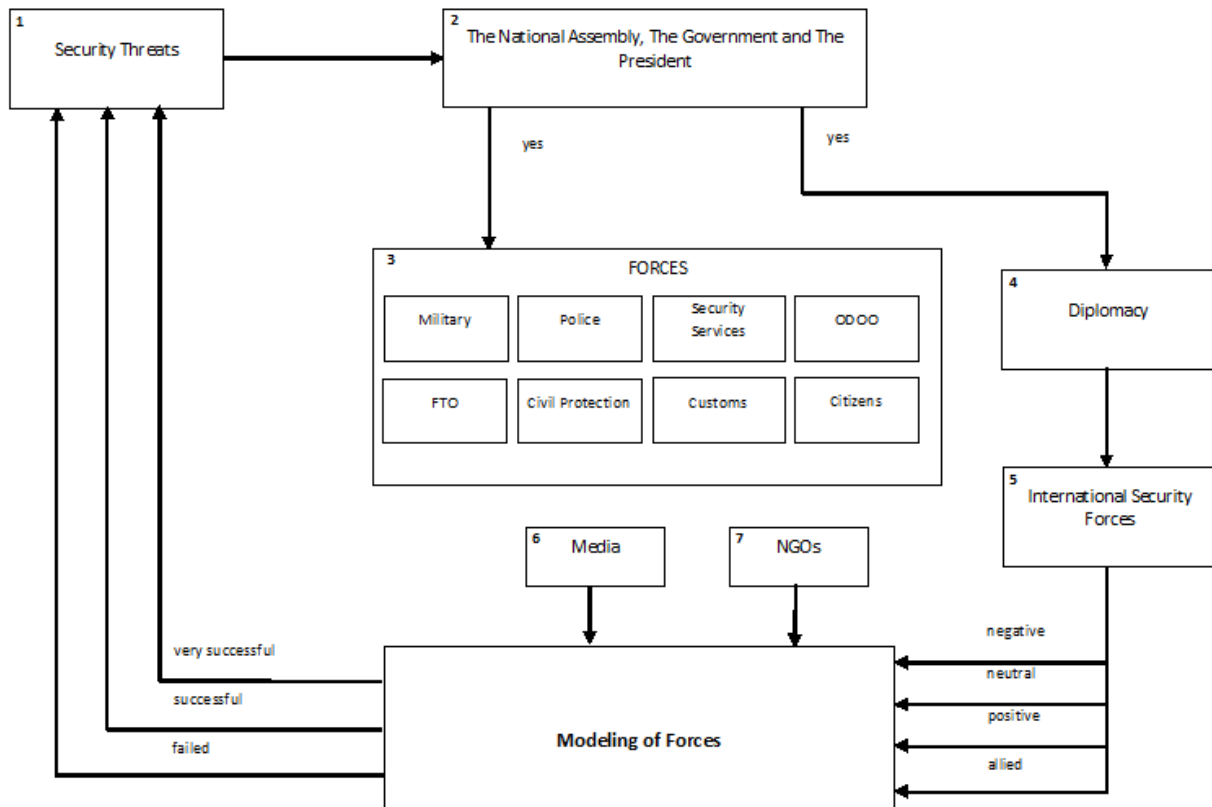 1
Security Threats
2
The National Assembly, The Government and The
President
yes
yes
3
FORCES
Military
Police
Security
Services
ODOO
FTO
Civil Protection
Customs
Citizens
4
Diplomacy
5
International Security
Forces
6
Media
7
NGOs
negative
neutral
positive
allied
very successful
successful
failed
Modeling of Forces